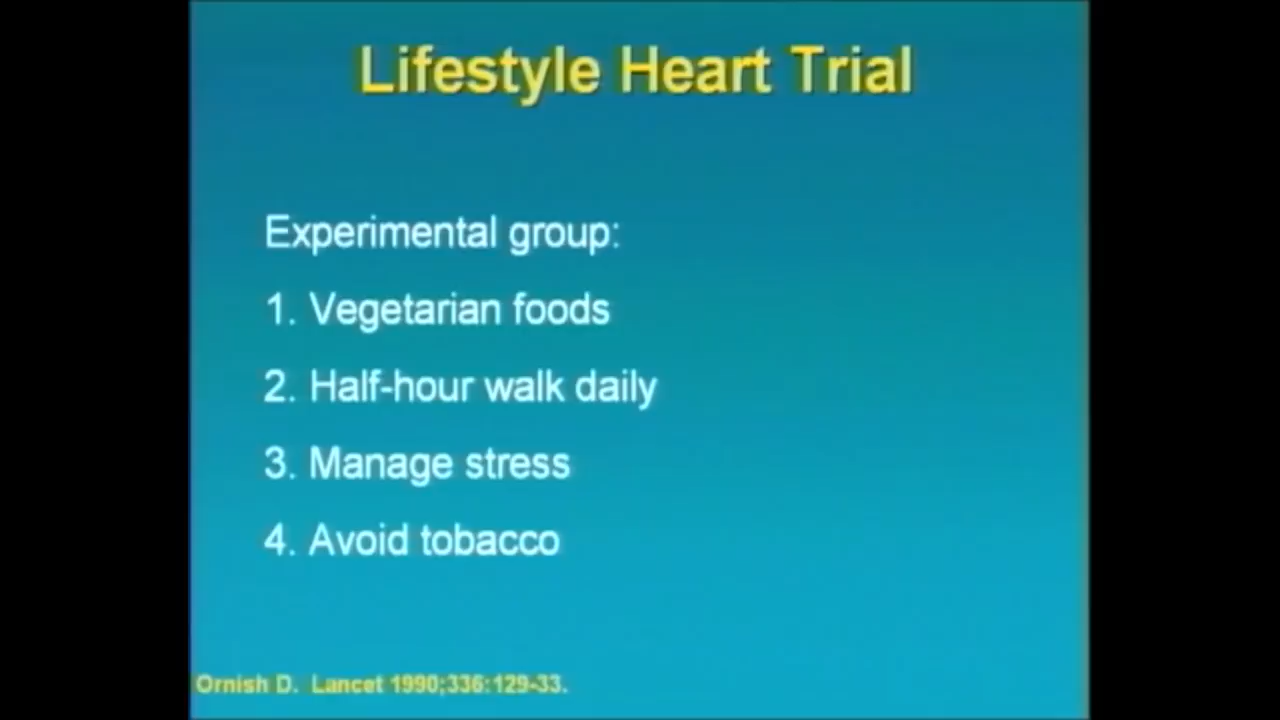 Lifestyle Heart Trial
Experimental group:
1. Vegetarian foods
2. Half-hour walk daily
3. Manage stress
4. Avoid tobacco
Ornish D. Lancet 1990;336:129-33.